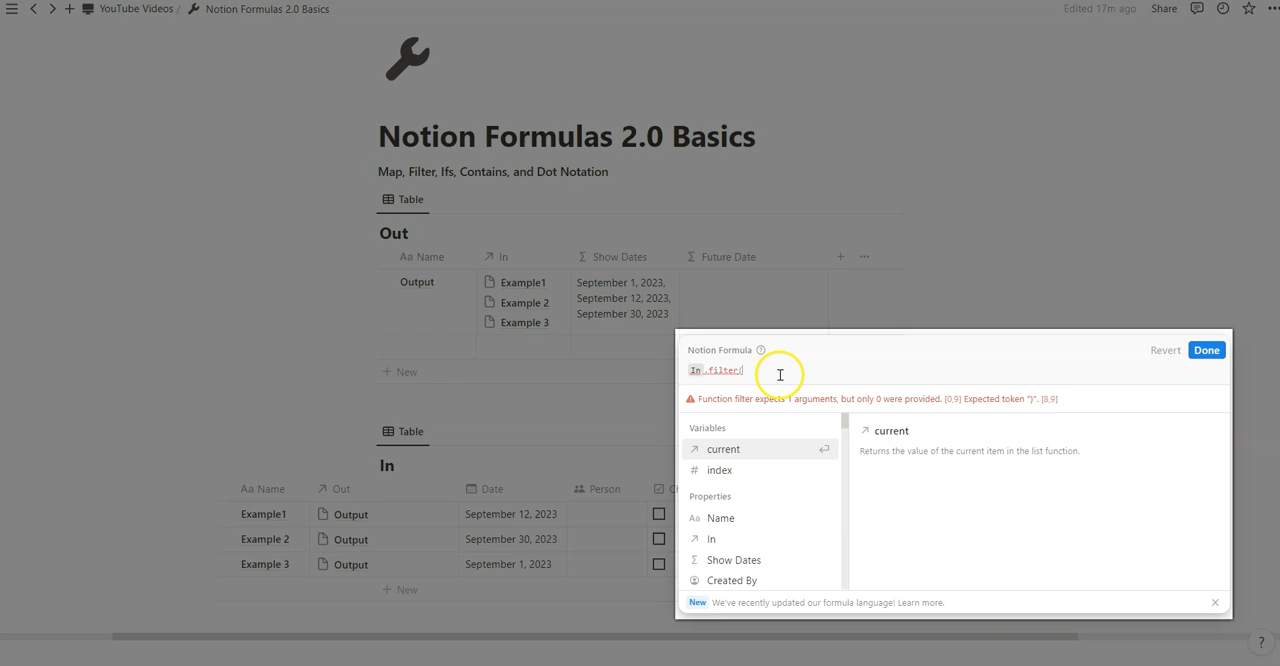 YouTube Videos / Notion Formulas 2.0 Basics
Edited 17m ago Share
Notion Formulas 2.0 Basics
Map, Filter, Ifs, Contains, and Dot Notation
Table
Out
Aa Name In Σ Show Dates Σ Future Date
Output Example1 September 1, 2023,
Example 2 September 12, 2023,
Example 3 September 30, 2023
+ New
Table
In
Aa Name Out Date Person
Example1 Output September 12, 2023
Example 2 Output September 30, 2023
Example 3 Output September 1, 2023
+ New
Notion Formula ? Revert Done
In.filter(
Function filter expects 1 arguments, but only 0 were provided. [0,9] Expected token ")". [8,9]
Variables
current
# index
Properties
Aa Name
In
Σ Show Dates
Created By
current
Returns the value of the current item in the list function.
New We've recently updated our formula language! Learn more.
?